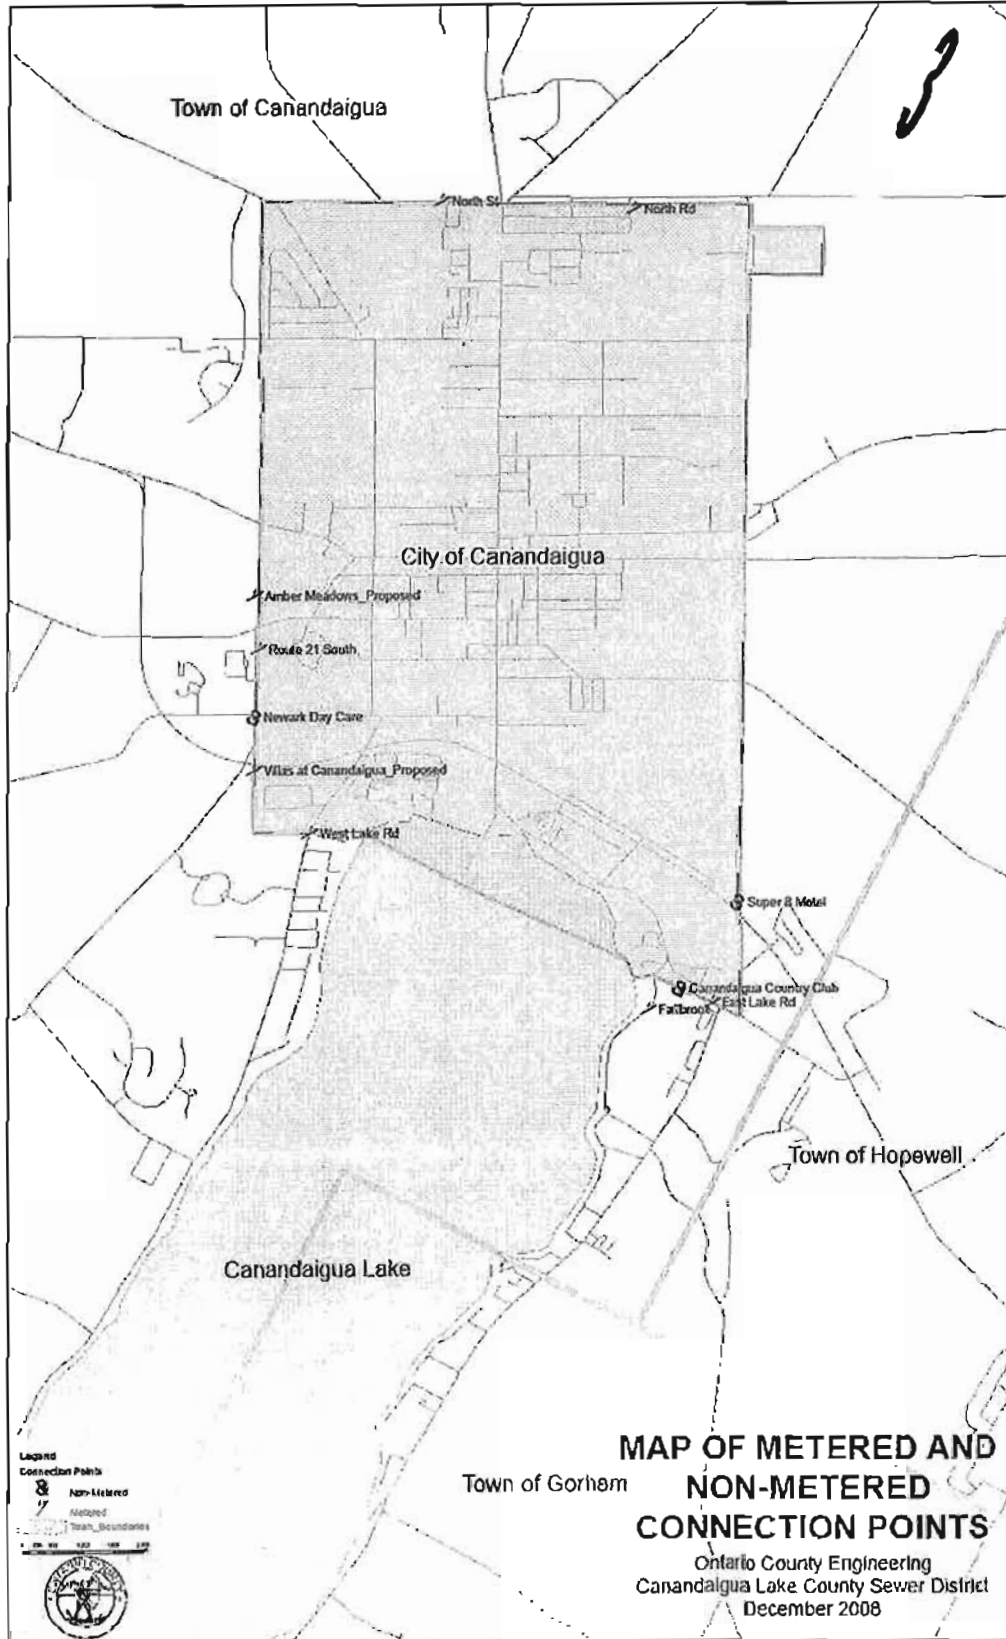 Town of Canandaigua
North St
North Rd
City of Canandaigua
Amber Meadows_Proposed
Route 21 South
Newark Day Care
Villas at Canandaigua_Proposed
West Lake Rd
Super 8 Motel
Canandaigua Country Club
East Lake Rd
Fallbrook
Town of Hopewell
Canandaigua Lake
Town of Gorham
Legend
Connection Points
Non-Metered
Metered
Town_Boundaries
MAP OF METERED AND
NON-METERED
CONNECTION POINTS
Ontario County Engineering
Canandaigua Lake County Sewer District
December 2008